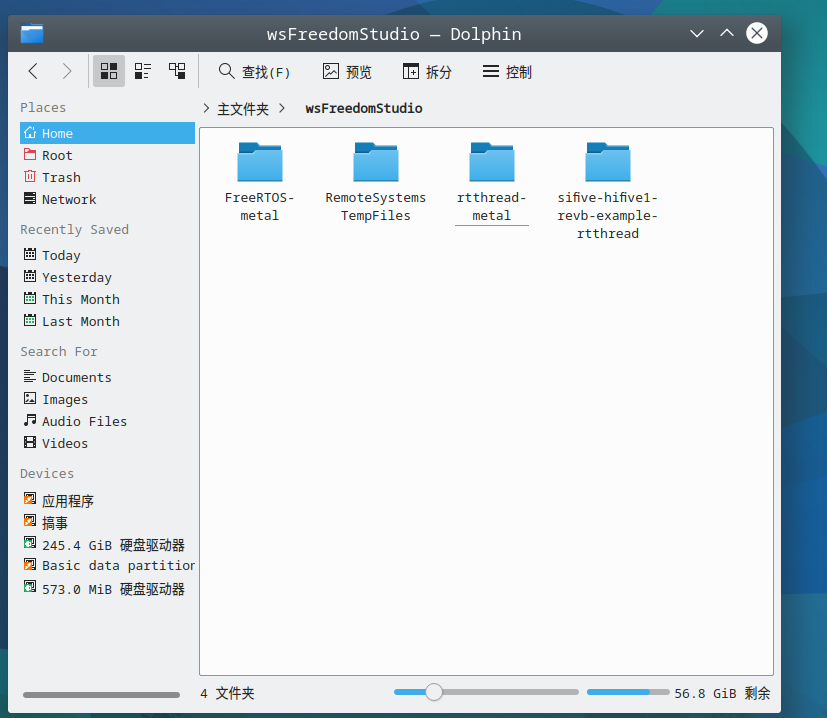 wsFreedomStudio — Dolphin
查找(F) 预览 拆分 控制
主文件夹 wsFreedomStudio
Places
Home
Root
Trash
Network
Recently Saved
Today
Yesterday
This Month
Last Month
Search For
Documents
Images
Audio Files
Videos
Devices
应用程序
搞事
245.4 GiB 硬盘驱动器
Basic data partition
573.0 MiB 硬盘驱动器
FreeRTOS-
metal
RemoteSystems
TempFiles
rtthread-
metal
sifive-hifive1-
revb-example-
rtthread
4 文件夹
56.8 GiB 剩余